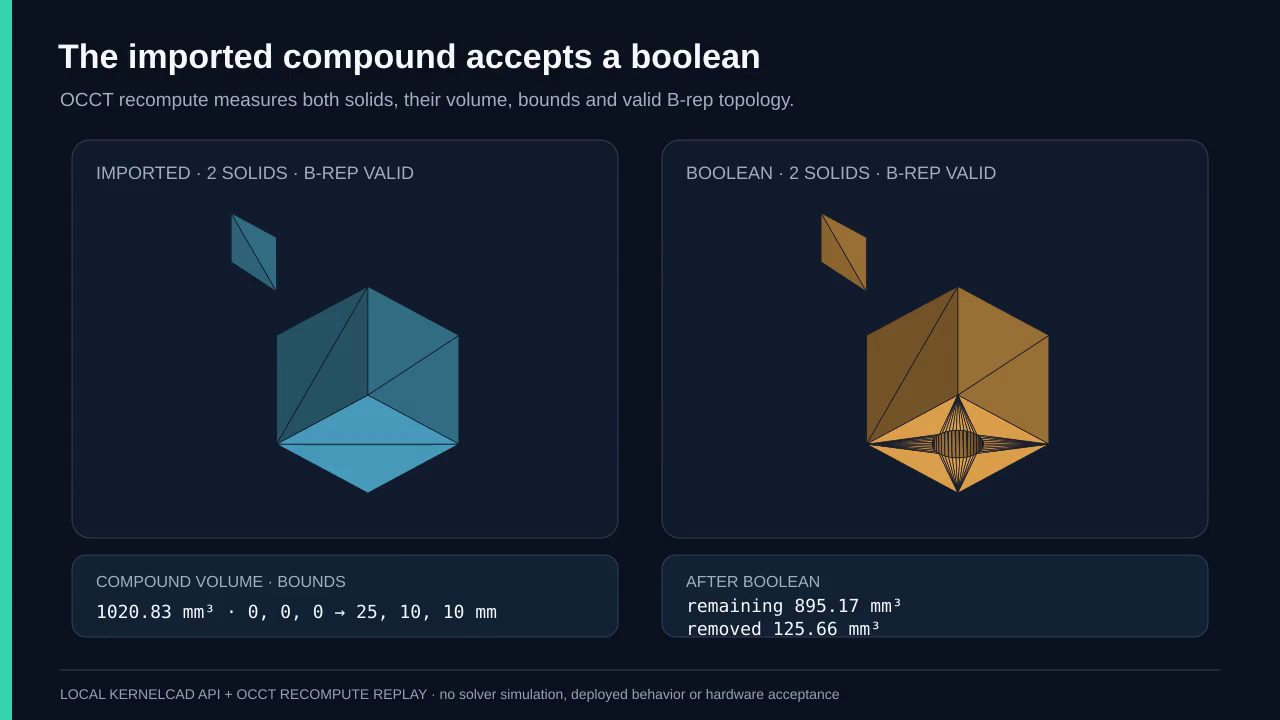 The imported compound accepts a boolean
OCCT recompute measures both solids, their volume, bounds and valid B-rep topology.
IMPORTED · 2 SOLIDS · B-REP VALID
BOOLEAN · 2 SOLIDS · B-REP VALID
COMPOUND VOLUME · BOUNDS
1020.83 mm³ · 0, 0, 0 → 25, 10, 10 mm
AFTER BOOLEAN
remaining 895.17 mm³
removed 125.66 mm³
LOCAL KERNELCAD API + OCCT RECOMPUTE REPLAY · no solver simulation, deployed behavior or hardware acceptance